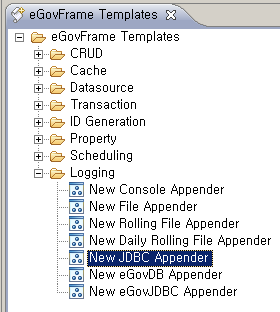 eGovFrame Templates
eGovFrame Templates
CRUD
Cache
Datasource
Transaction
ID Generation
Property
Scheduling
Logging
New Console Appender
New File Appender
New Rolling File Appender
New Daily Rolling File Appender
New JDBC Appender
New eGovDB Appender
New eGovJDBC Appender